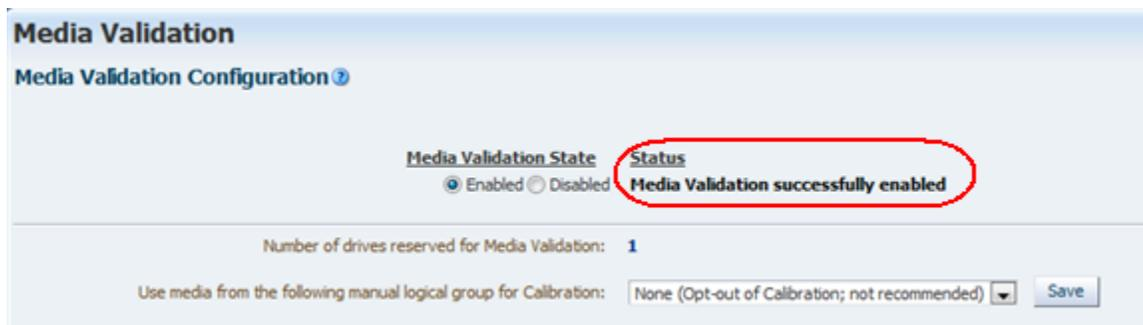 Media Validation
Media Validation Configuration
Media Validation State Status
Enabled Disabled Media Validation successfully enabled
Number of drives reserved for Media Validation: 1
Use media from the following manual logical group for Calibration: None (Opt-out of Calibration; not recommended) Save